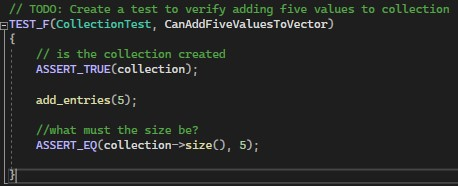 // TODO: Create a test to verify adding five values to collection
TEST_F(CollectionTest, CanAddFiveValuesToVector)
{
// is the collection created
ASSERT_TRUE(collection);
add_entries(5);
//what must the size be?
ASSERT_EQ(collection->size(), 5);
}